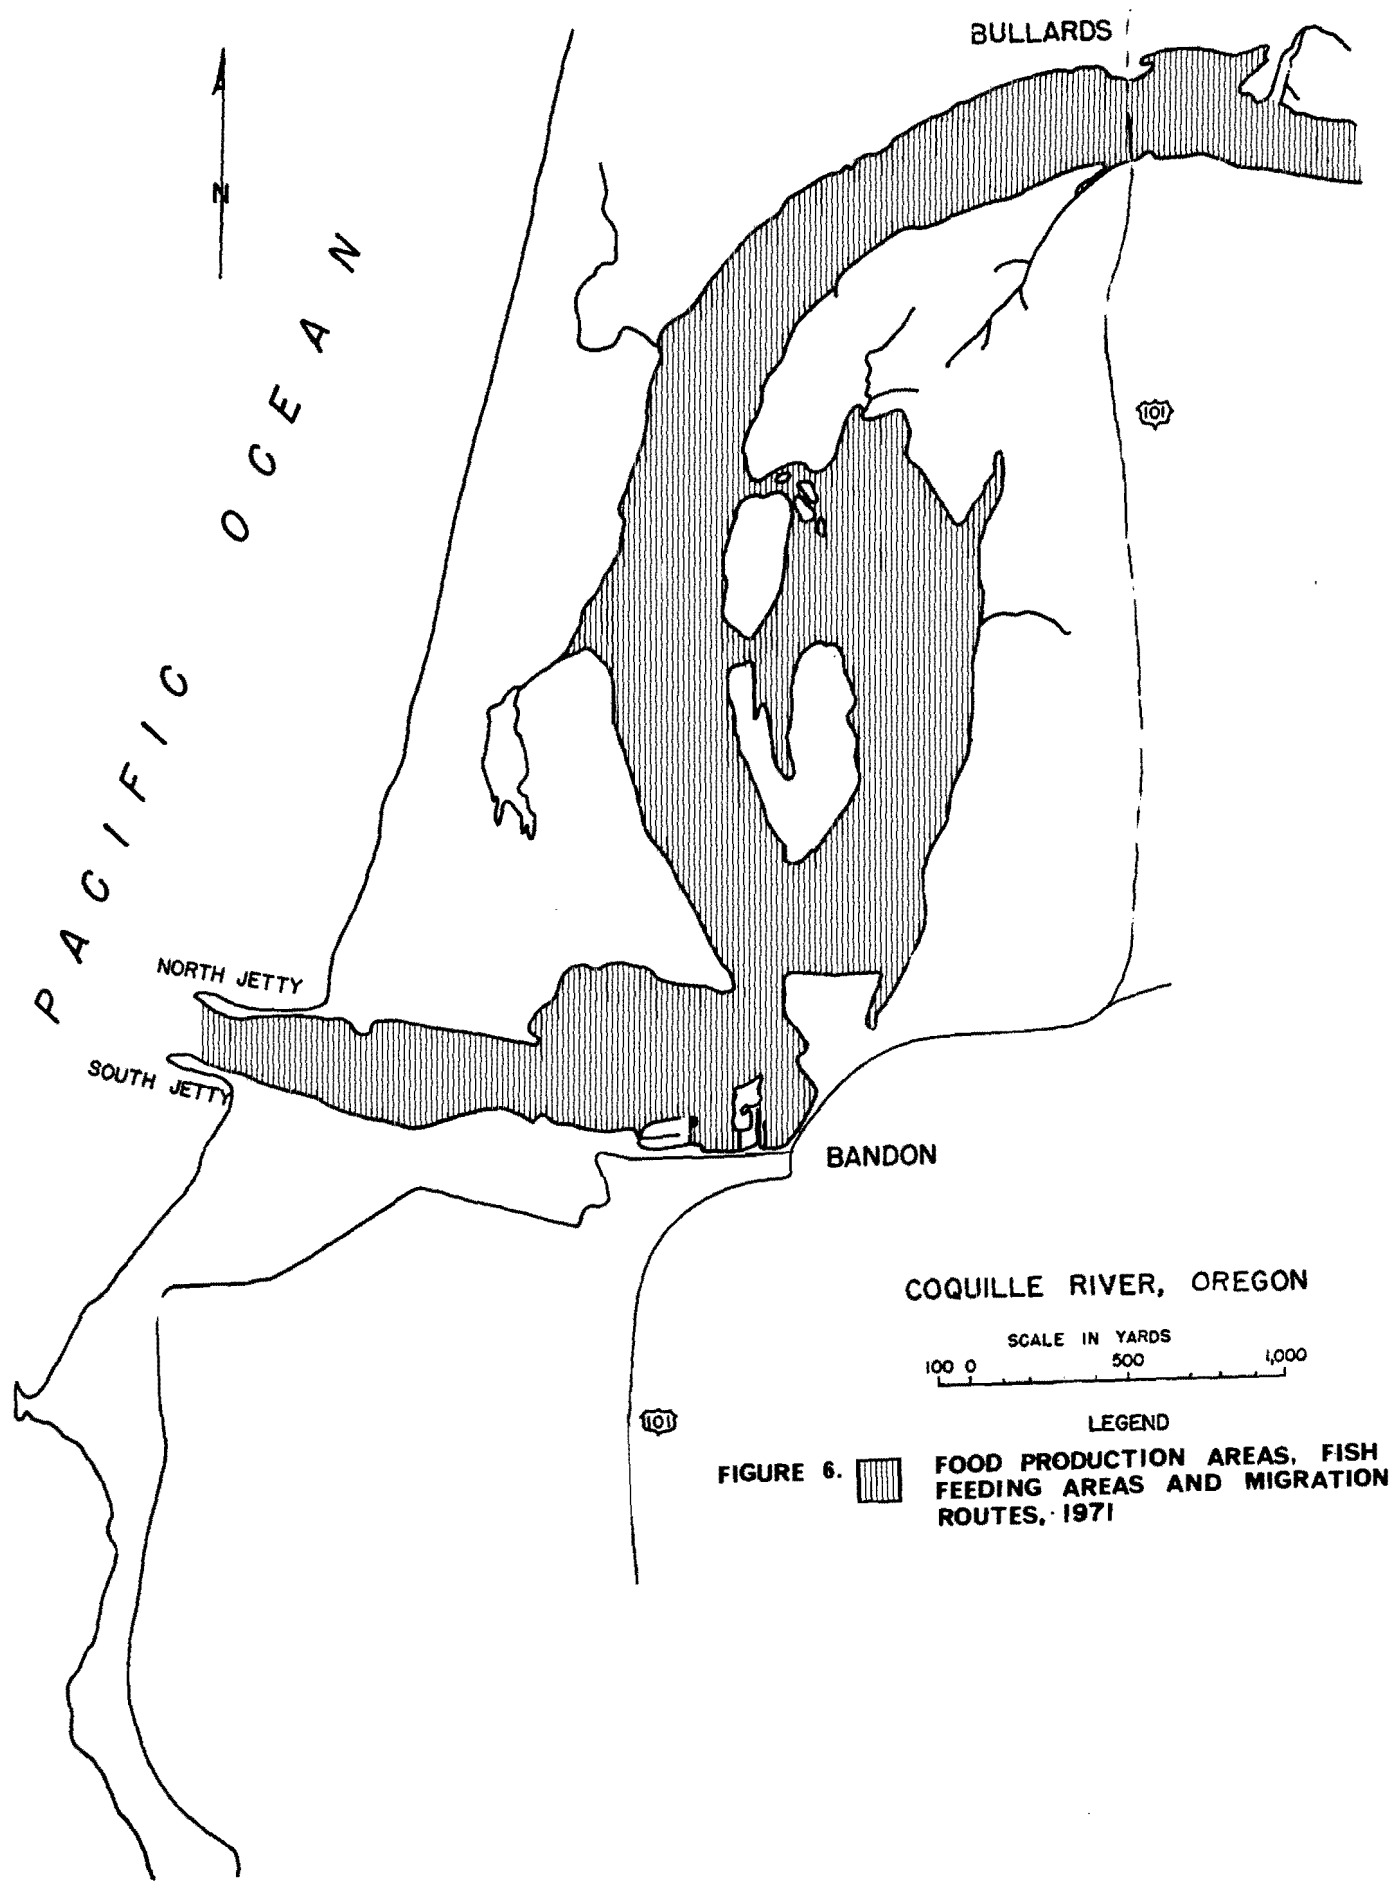 BULLARDS
N
PACIFIC OCEAN
101
NORTH JETTY
SOUTH JETTY
BANDON
COQUILLE RIVER, OREGON
SCALE IN YARDS
100 0 500 1,000
LEGEND
101
FIGURE 6. FOOD PRODUCTION AREAS, FISH
FEEDING AREAS AND MIGRATION
ROUTES, 1971